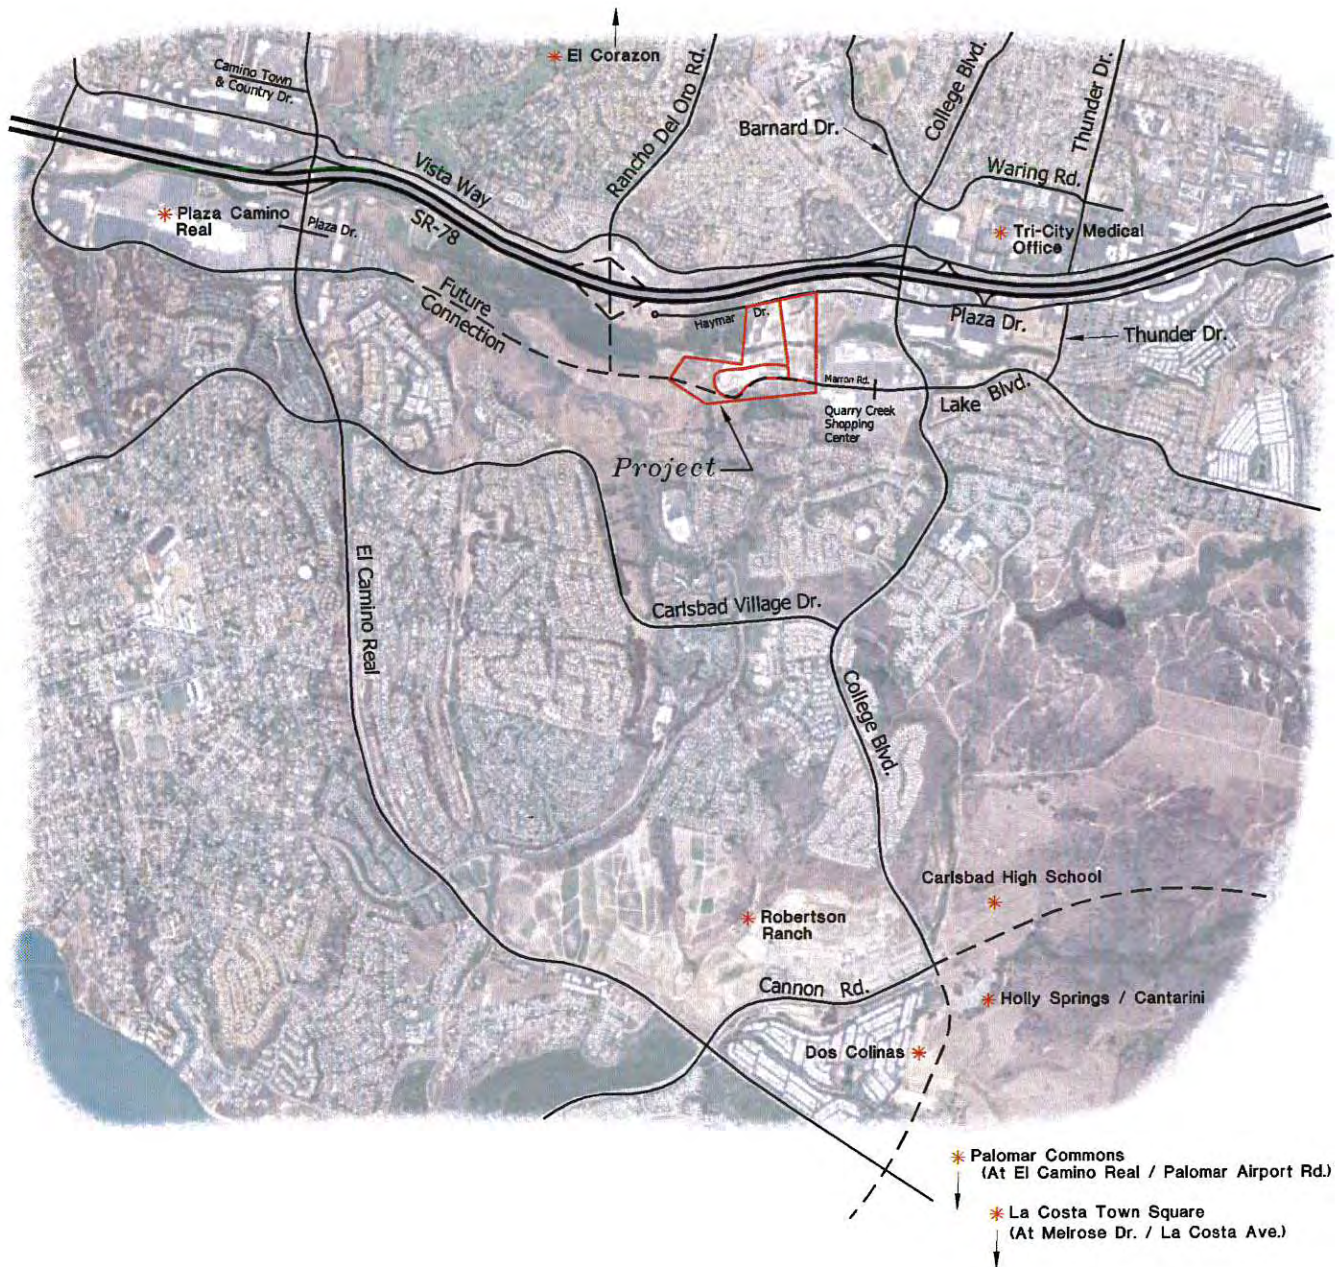 El Corazon
Camino Town
& Country Dr.
Rancho Del Oro Rd.
College Blvd.
Thunder Dr.
Barnard Dr.
Waring Rd.
Vista Way
SR-78
Plaza Camino
Real
Plaza Dr.
Tri-City Medical
Office
Future
Connection
Haymar Dr.
Plaza Dr.
Thunder Dr.
Marron Rd.
Lake Blvd.
Quarry Creek
Shopping
Center
Project
El Camino Real
Carlsbad Village Dr.
College Blvd.
Carlsbad High School
Robertson
Ranch
Cannon Rd.
Holly Springs / Cantarini
Dos Colinas
Palomar Commons
(At El Camino Real / Palomar Airport Rd.)
La Costa Town Square
(At Melrose Dr. / La Costa Ave.)